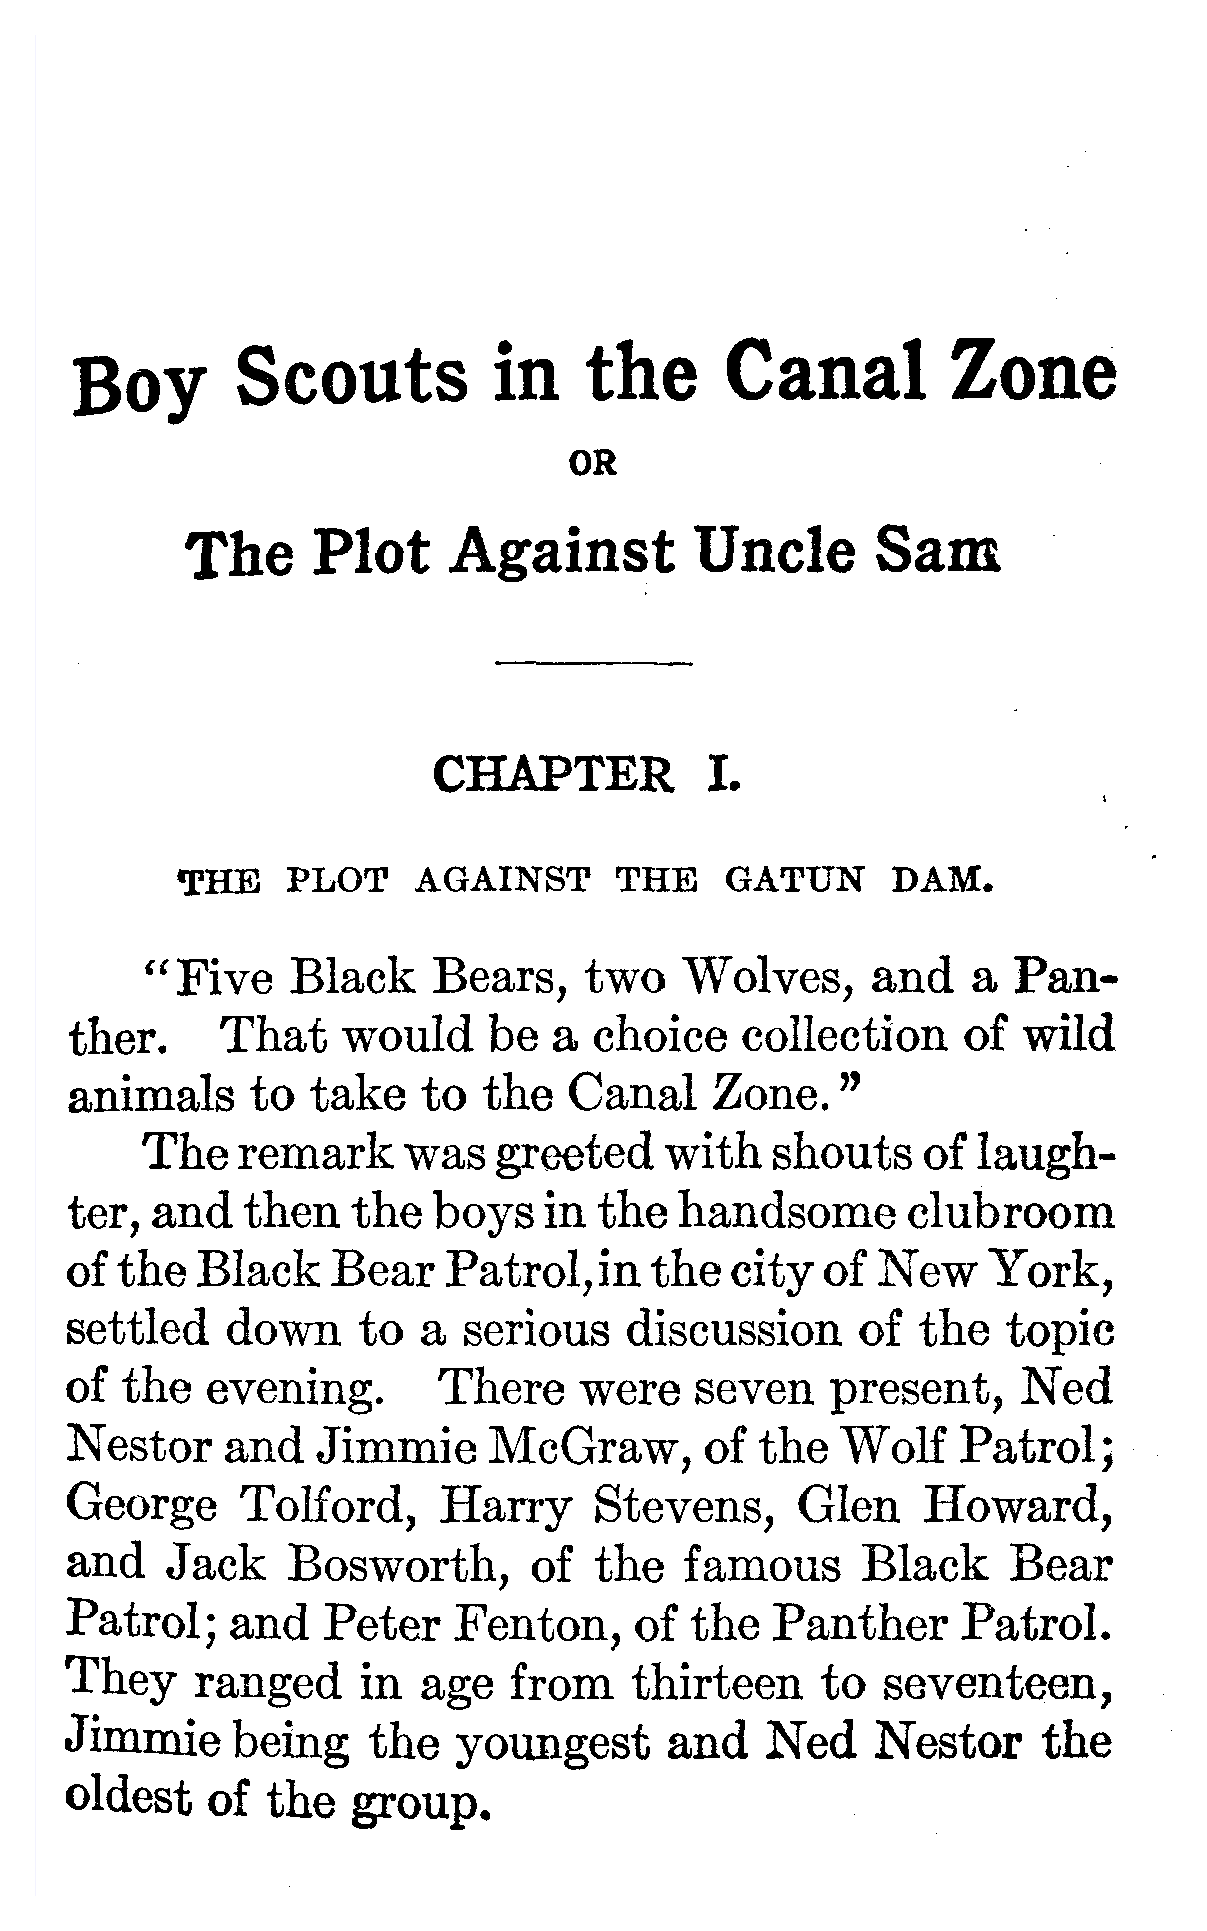 Boy Scouts in the Canal Zone
OR
The Plot Against Uncle Sam
CHAPTER I.
THE PLOT AGAINST THE GATUN DAM.
“Five Black Bears, two Wolves, and a Pan-
ther. That would be a choice collection of wild
animals to take to the Canal Zone.”
The remark was greeted with shouts of laugh-
ter, and then the boys in the handsome clubroom
of the Black Bear Patrol, in the city of New York,
settled down to a serious discussion of the topic
of the evening. There were seven present, Ned
Nestor and Jimmie McGraw, of the Wolf Patrol;
George Tolford, Harry Stevens, Glen Howard,
and Jack Bosworth, of the famous Black Bear
Patrol; and Peter Fenton, of the Panther Patrol.
They ranged in age from thirteen to seventeen,
Jimmie being the youngest and Ned Nestor the
oldest of the group.